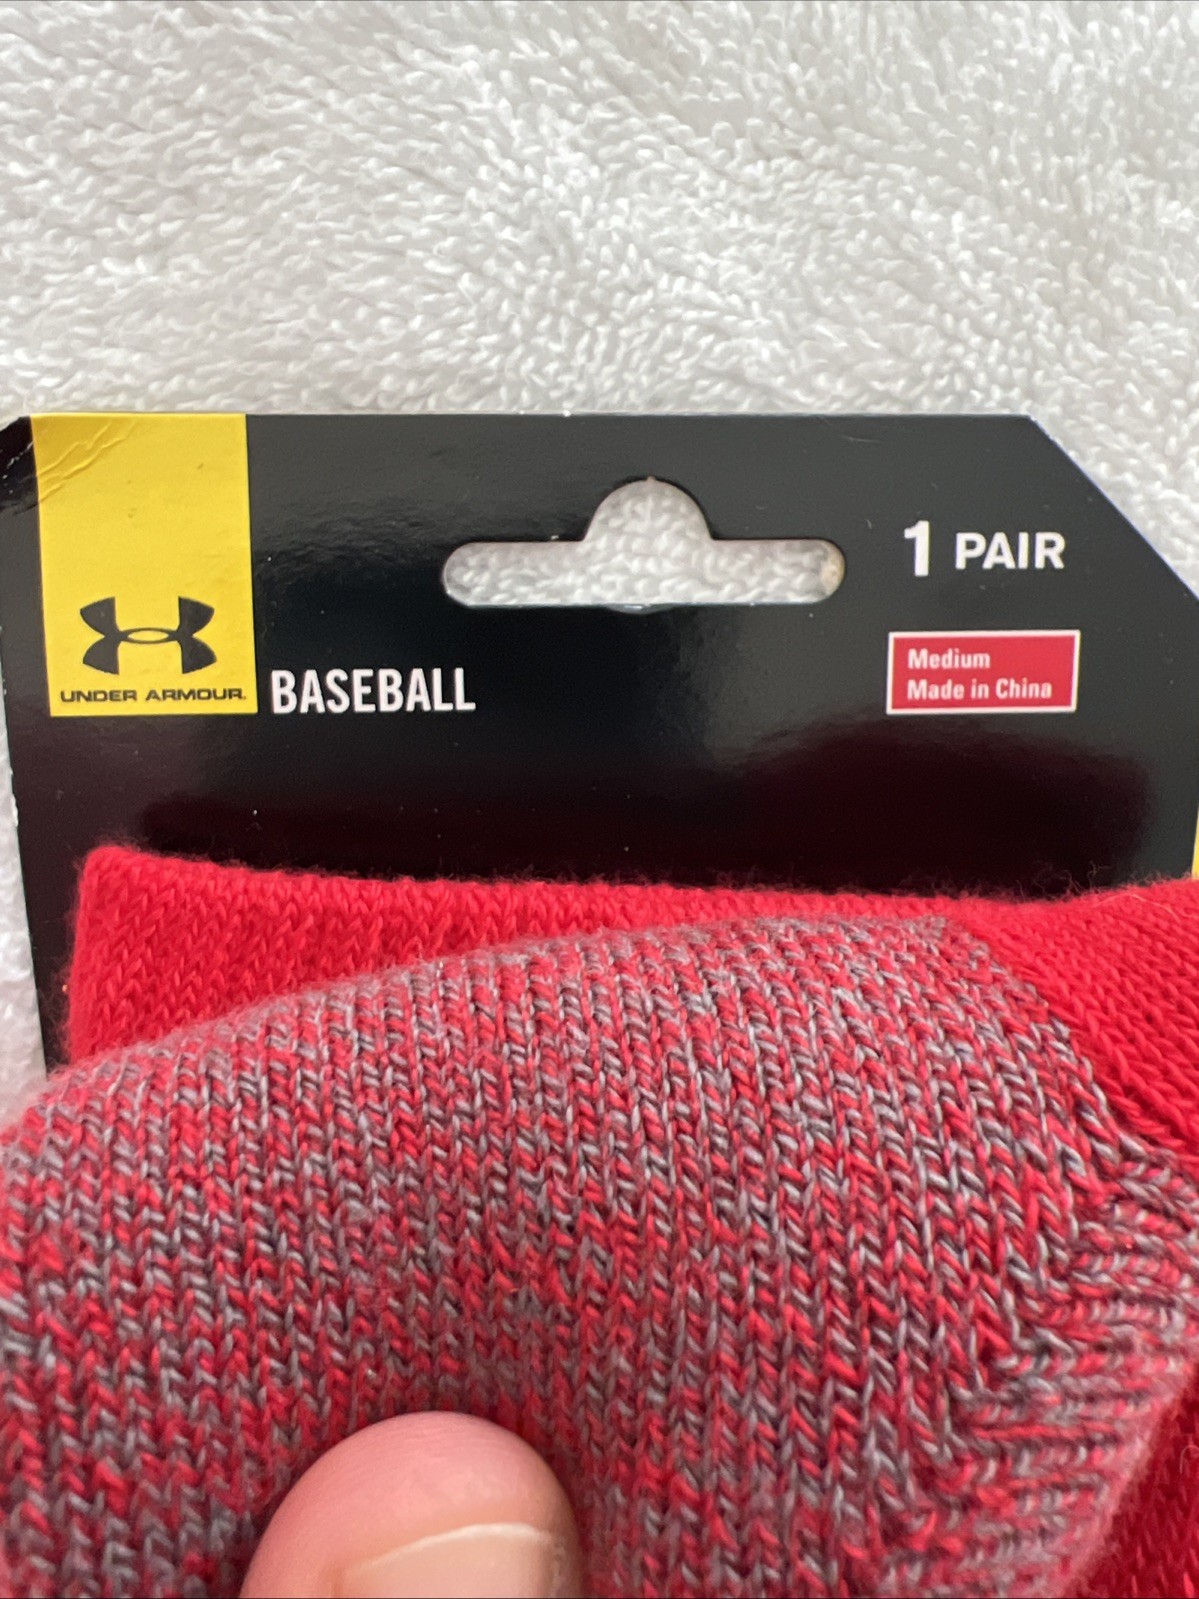 1 PAIR
Medium
Made in China
UNDER ARMOUR.
BASEBALL